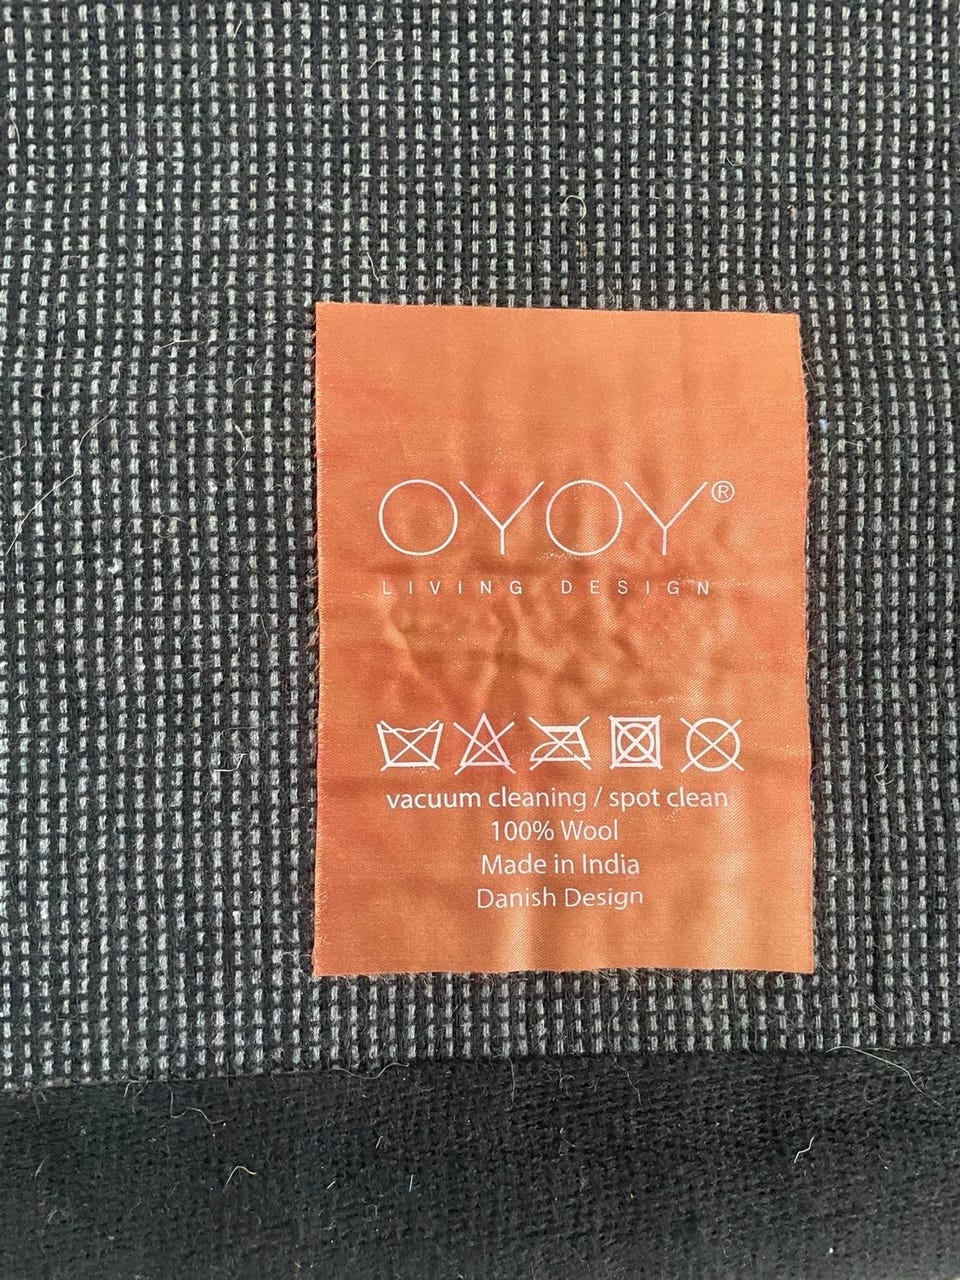 OYOY®
LIVING DESIGN
vacuum cleaning / spot clean
100% Wool
Made in India
Danish Design